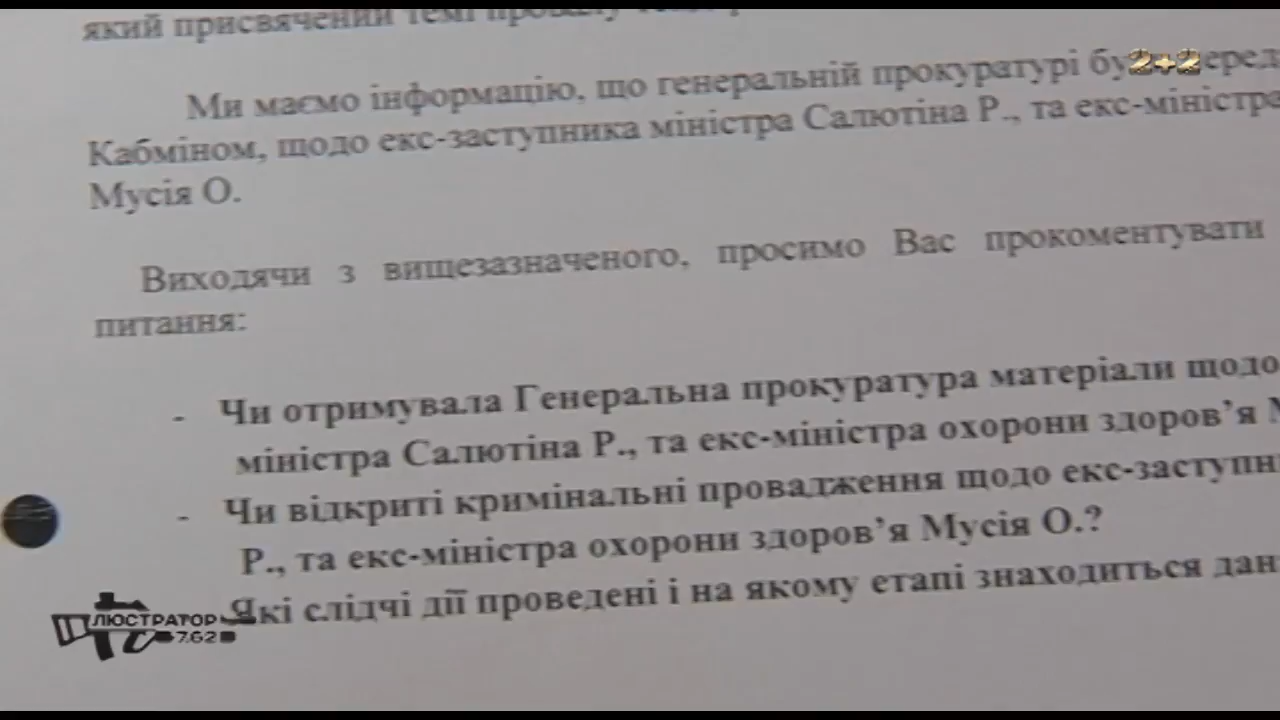 який присвячений темі провалу
Ми маємо інформацію, що генеральній прокуратурі
2+2
Кабміном, щодо екс-заступника міністра Салютіна Р., та екс-міністра
Мусія О.
Виходячи з вищезазначеного, просимо Вас прокоментувати
питання:
- Чи отримувала Генеральна прокуратура матеріали щодо
міністра Салютіна Р., та екс-міністра охорони здоров’я М
- Чи відкриті кримінальні провадження щодо екс-заступн
Р., та екс-міністра охорони здоров’я Мусія О.?
Які слідчі дії проведені і на якому етапі знаходиться дан
ЛЮСТРАТОР
7.62